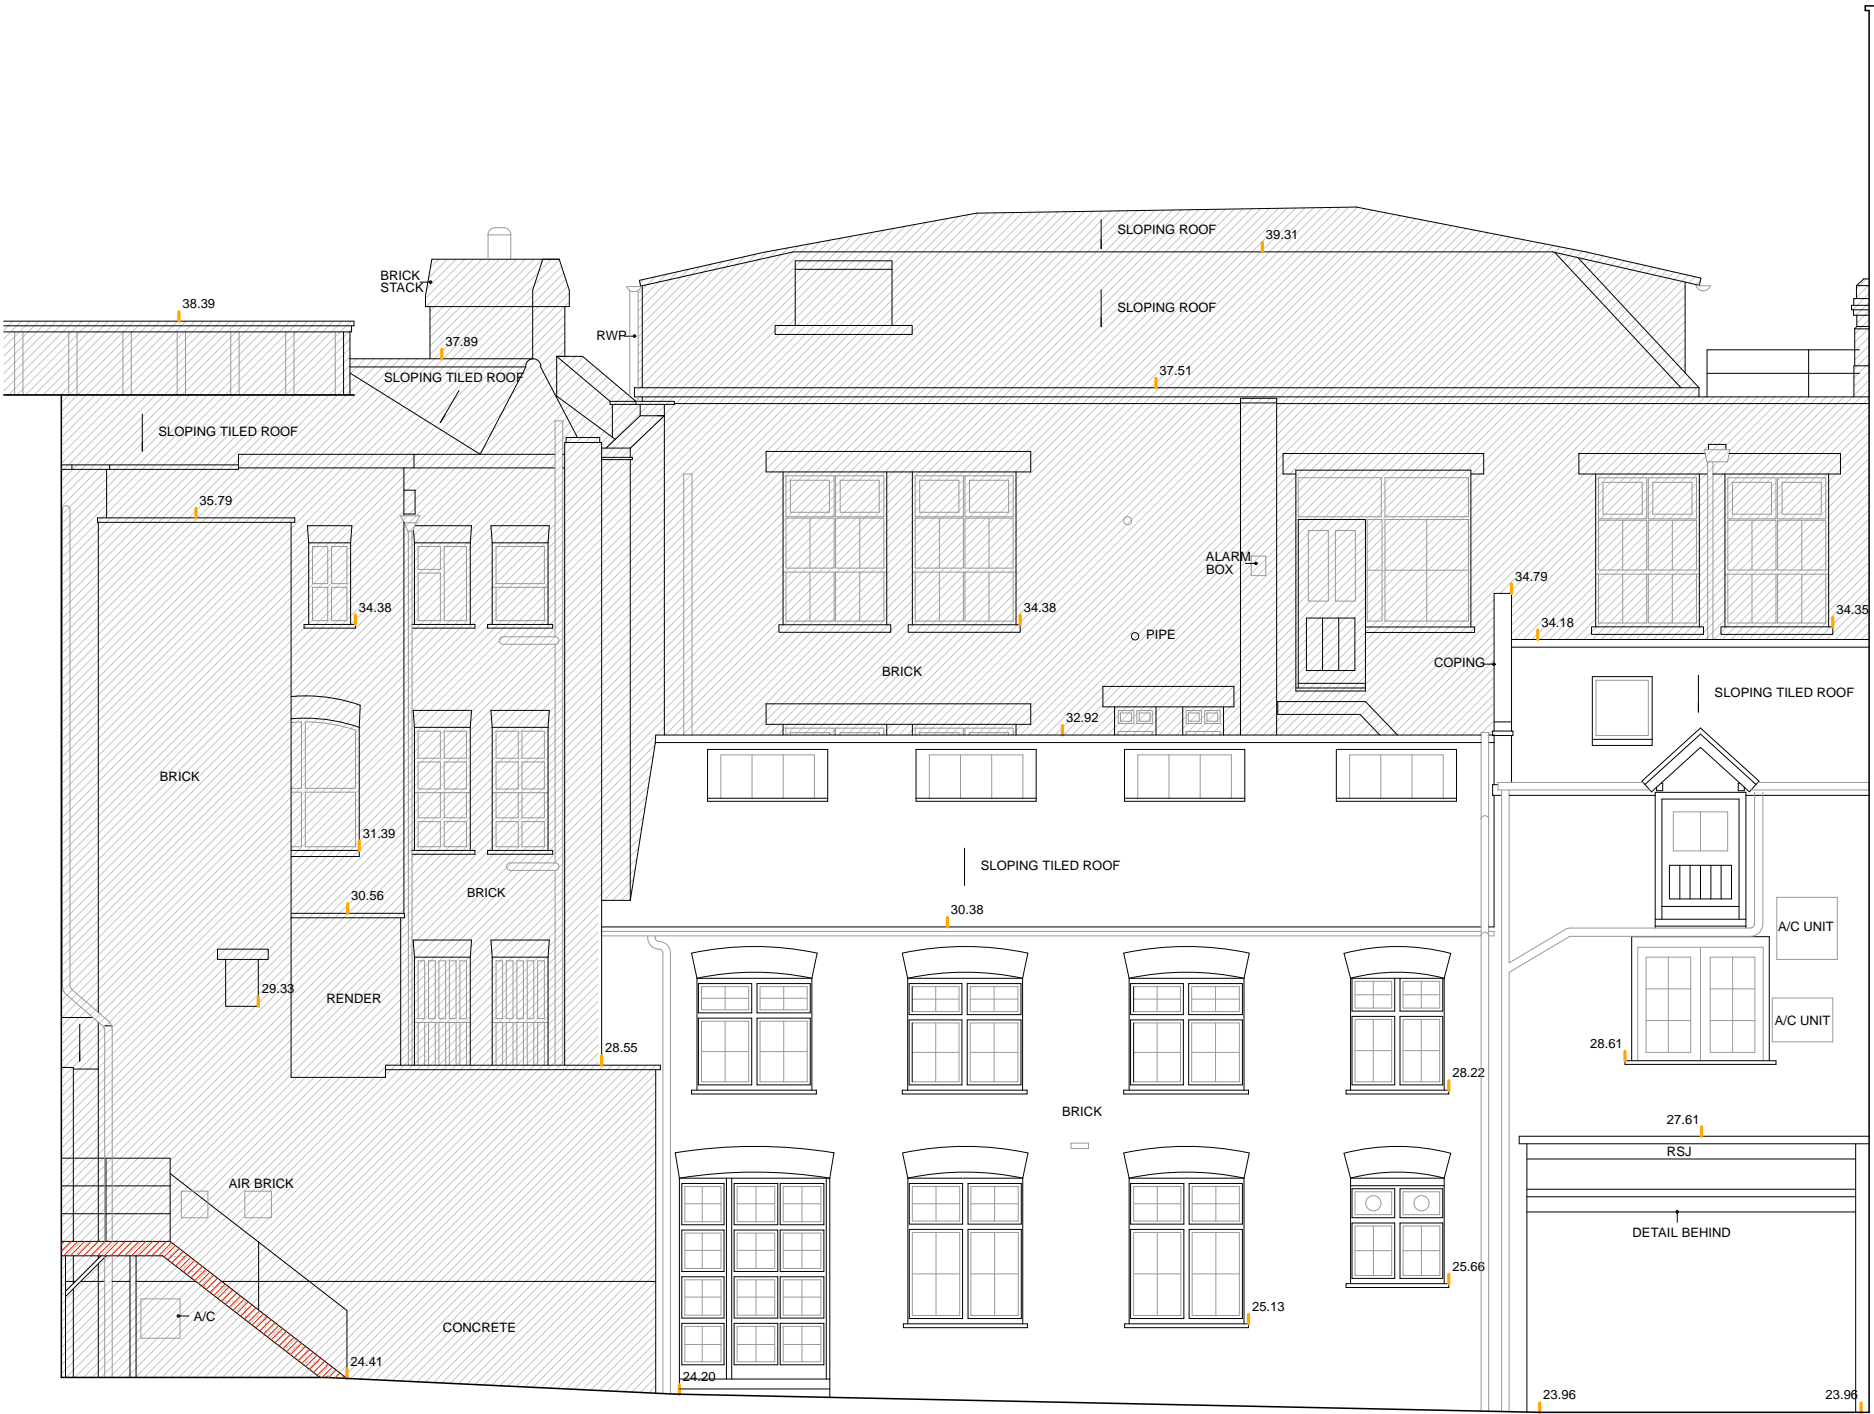 SLOPING ROOF
39.31
BRICK
STACK
38.39
SLOPING ROOF
RWP
37.89
SLOPING TILED ROOF
37.51
SLOPING TILED ROOF
35.79
ALARM
BOX
34.79
34.38
34.38
34.18
34.35
PIPE
COPING
BRICK
SLOPING TILED ROOF
32.92
BRICK
31.39
SLOPING TILED ROOF
BRICK
30.56
30.38
A/C UNIT
29.33
RENDER
A/C UNIT
28.55
28.61
28.22
BRICK
27.61
RSJ
AIR BRICK
DETAIL BEHIND
25.66
25.13
A/C
CONCRETE
24.41
24.20
23.96
23.96